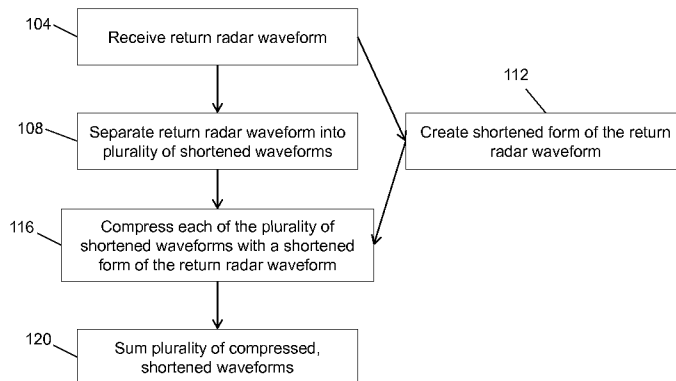 104
Receive return radar waveform
112
108
Separate return radar waveform into
plurality of shortened waveforms
Create shortened form of the return
radar waveform
116
Compress each of the plurality of
shortened waveforms with a shortened
form of the return radar waveform
120
Sum plurality of compressed,
shortened waveforms